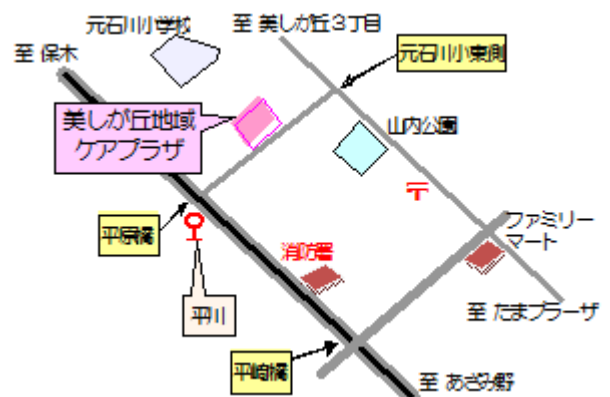 元石川小学校
至 美しが丘3丁目
至 保木
元石川小東側
美しが丘地域
ケアプラザ
山内公園
〒
平原橋
ファミリー
マート
消防署
平川
至 たまプラーザ
平崎橋
至 あざみ野